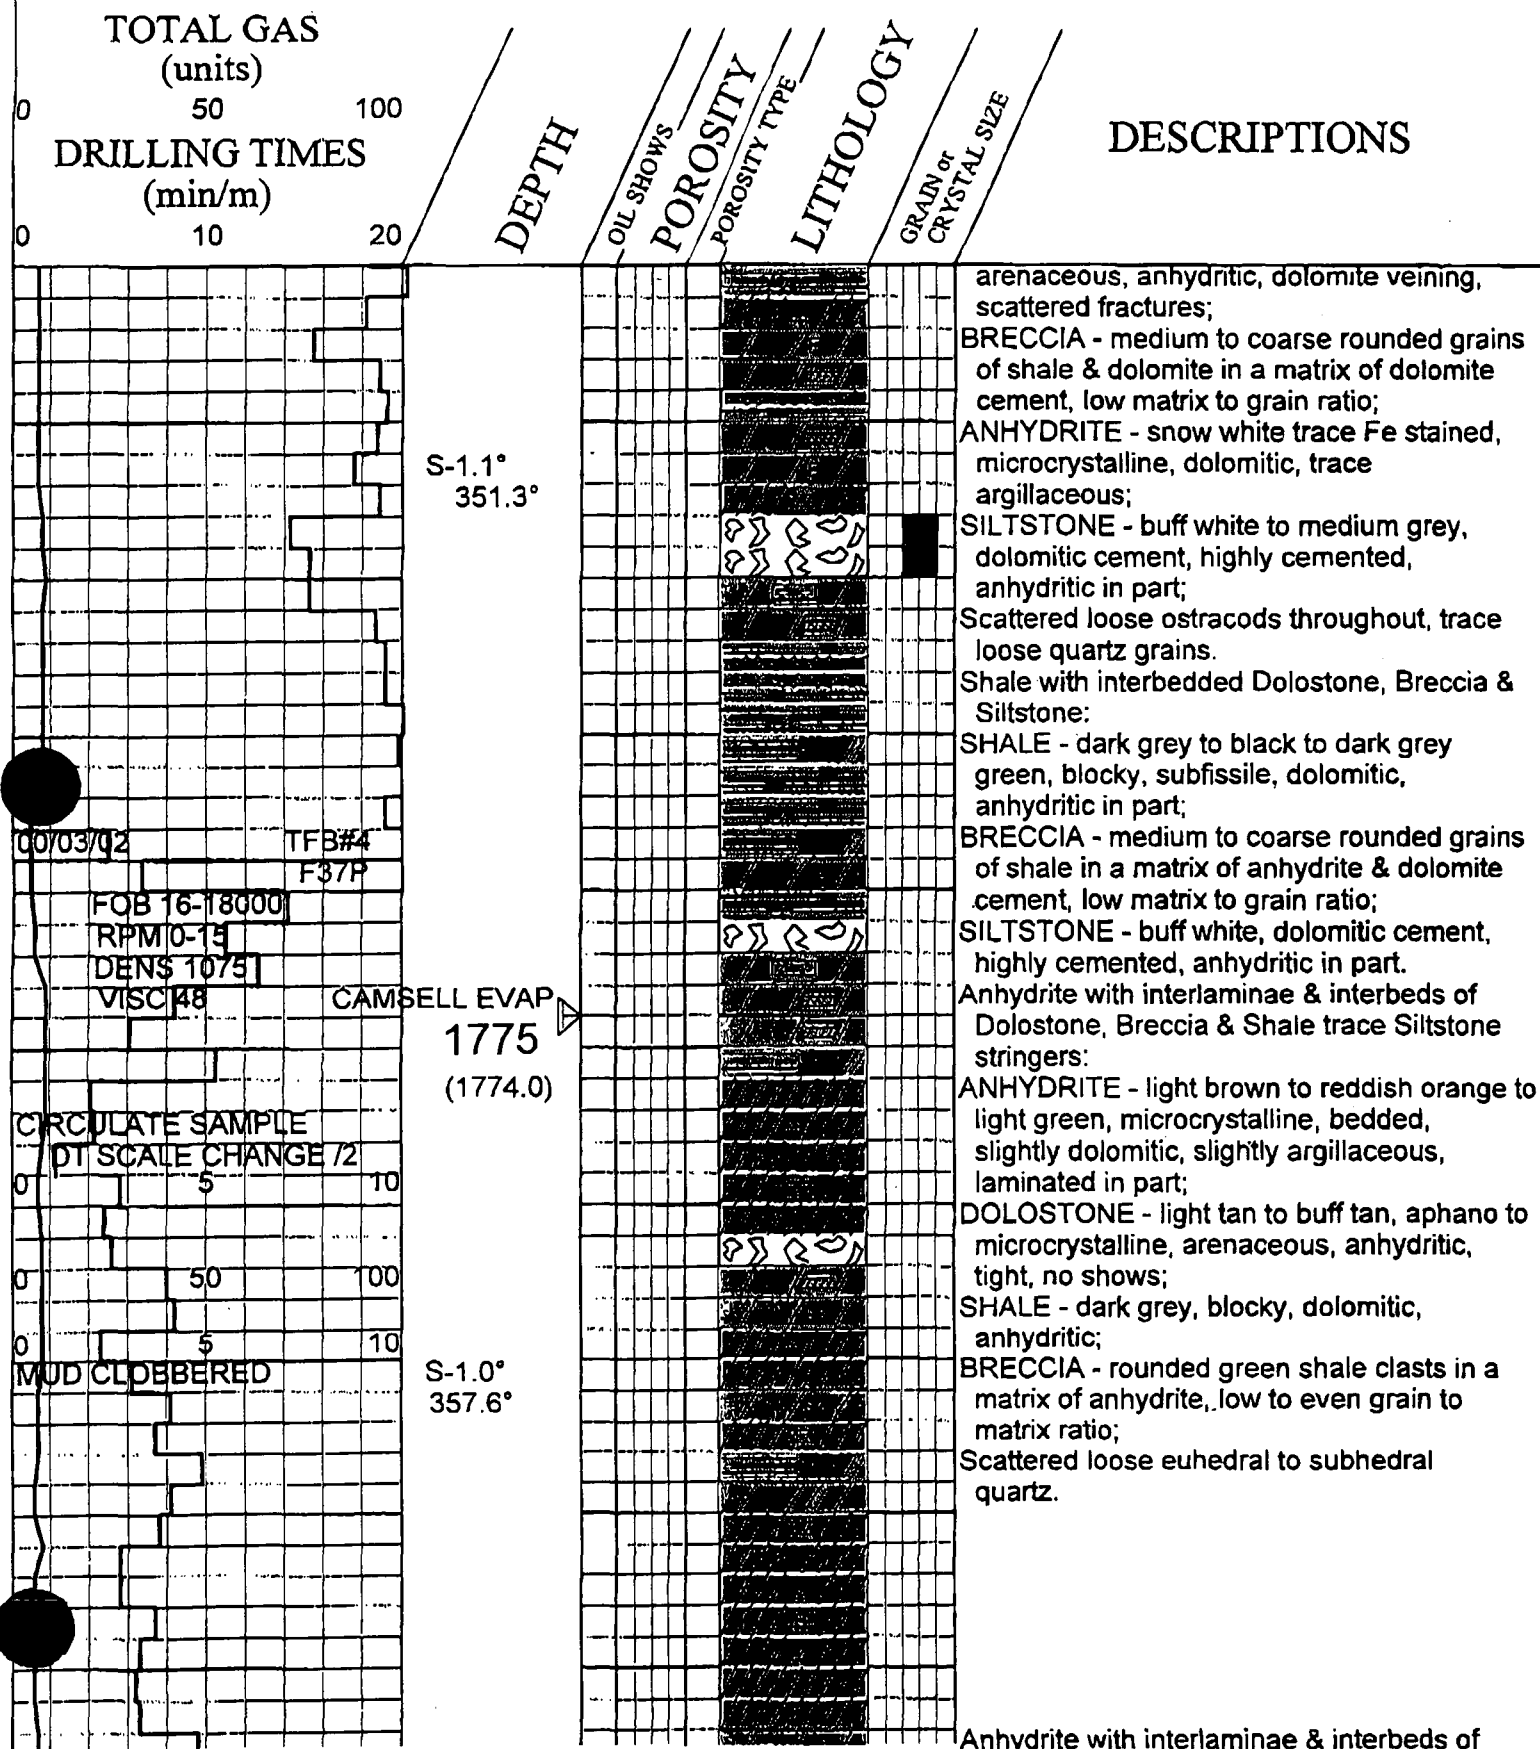 TOTAL GAS
(units)
0 50 100
DRILLING TIMES
(min/m)
0 10 20
DEPTH
OIL SHOWS
POROSITY
POROSITY TYPE
LITHOLOGY
GRAIN or
CRYSTAL SIZE
DESCRIPTIONS
S-1.1°
351.3°
00/03/02 TFB#4
F37P
FOB 16-18000
RPM 0-15
DENS 1075
VISC 48
CAMSELL EVAP
1775
(1774.0)
CIRCULATE SAMPLE
DT SCALE CHANGE /2
0 5 10
0 50 100
0 5 10
MUD CLOBBERED
S-1.0°
357.6°
arenaceous, anhydritic, dolomite veining,
scattered fractures;
BRECCIA - medium to coarse rounded grains
of shale & dolomite in a matrix of dolomite
cement, low matrix to grain ratio;
ANHYDRITE - snow white trace Fe stained,
microcrystalline, dolomitic, trace
argillaceous;
SILTSTONE - buff white to medium grey,
dolomitic cement, highly cemented,
anhydritic in part;
Scattered loose ostracods throughout, trace
loose quartz grains.
Shale with interbedded Dolostone, Breccia &
Siltstone:
SHALE - dark grey to black to dark grey
green, blocky, subfissile, dolomitic,
anhydritic in part;
BRECCIA - medium to coarse rounded grains
of shale in a matrix of anhydrite & dolomite
cement, low matrix to grain ratio;
SILTSTONE - buff white, dolomitic cement,
highly cemented, anhydritic in part.
Anhydrite with interlaminae & interbeds of
Dolostone, Breccia & Shale trace Siltstone
stringers:
ANHYDRITE - light brown to reddish orange to
light green, microcrystalline, bedded,
slightly dolomitic, slightly argillaceous,
laminated in part;
DOLOSTONE - light tan to buff tan, aphano to
microcrystalline, arenaceous, anhydritic,
tight, no shows;
SHALE - dark grey, blocky, dolomitic,
anhydritic;
BRECCIA - rounded green shale clasts in a
matrix of anhydrite, low to even grain to
matrix ratio;
Scattered loose euhedral to subhedral
quartz.
Anhydrite with interlaminae & interbeds of